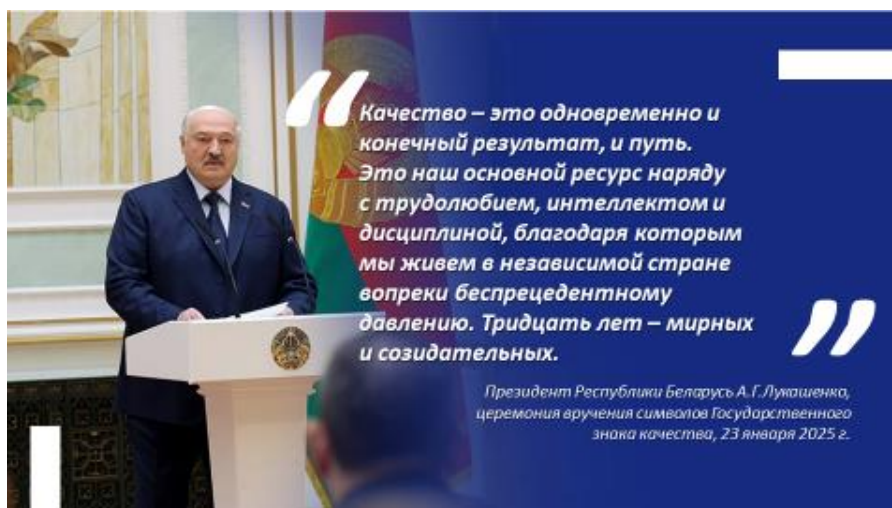 “
Качество – это одновременно и
конечный результат, и путь.
Это наш основной ресурс наряду
с трудолюбием, интеллектом и
дисциплиной, благодаря которым
мы живем в независимой стране
вопреки беспрецедентному
давлению. Тридцать лет – мирных
и созидательных.
”
Президент Республики Беларусь А.Г.Лукашенко,
церемония вручения символов Государственного
знака качества, 23 января 2025 г.